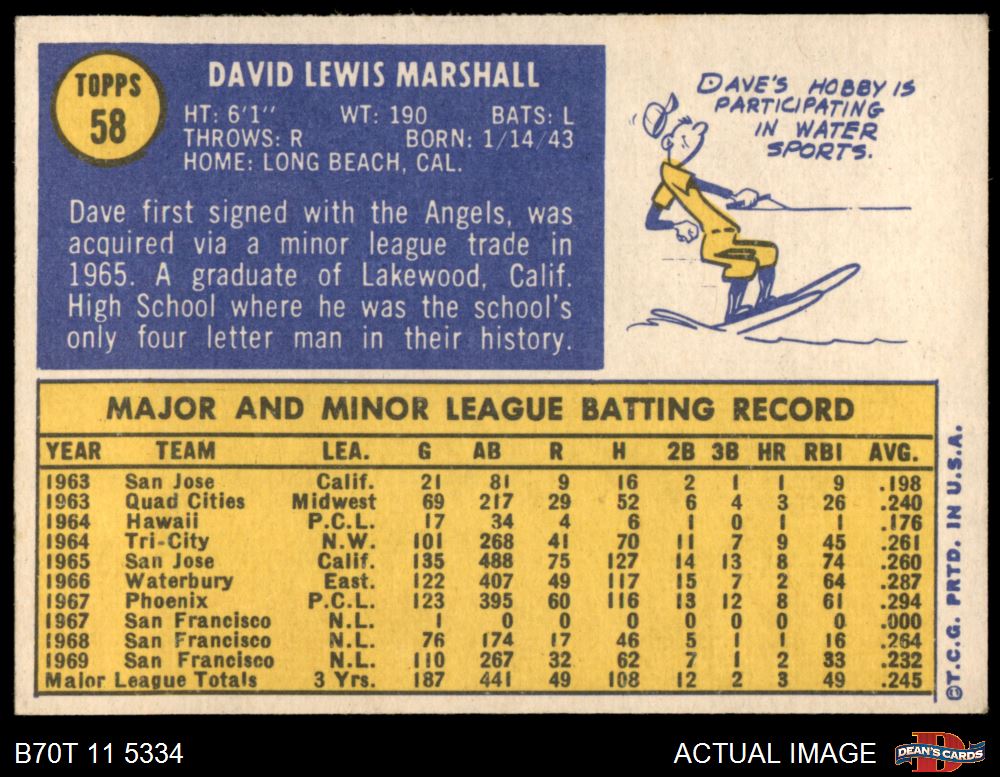 TOPPS
58
DAVID LEWIS MARSHALL
HT: 6'1" WT: 190 BATS: L
THROWS: R BORN: 1/14/43
HOME: LONG BEACH, CAL.
Dave first signed with the Angels, was
acquired via a minor league trade in
1965. A graduate of Lakewood, Calif.
High School where he was the school's
only four letter man in their history.
DAVE'S HOBBY IS
PARTICIPATING
IN WATER
SPORTS.
MAJOR AND MINOR LEAGUE BATTING RECORD
YEAR TEAM LEA. G AB R H 2B 3B HR RBI AVG.
1963 San Jose Calif. 21 81 9 16 2 1 1 9 .198
1963 Quad Cities Midwest 69 217 29 52 6 4 3 26 .240
1964 Hawaii P.C.L. 17 34 4 6 1 0 1 1 .176
1964 Tri-City N.W. 101 268 41 70 11 7 9 45 .261
1965 San Jose Calif. 135 488 75 127 14 13 8 74 .260
1966 Waterbury East. 122 407 49 117 15 7 2 64 .287
1967 Phoenix P.C.L. 123 395 60 116 13 12 8 61 .294
1967 San Francisco N.L. 1 0 0 0 0 0 0 0 .000
1968 San Francisco N.L. 76 174 17 46 5 1 1 16 .264
1969 San Francisco N.L. 110 267 32 62 7 1 2 33 .232
Major League Totals 3 Yrs. 187 441 49 108 12 2 3 49 .245
©T.C.G. PRTD. IN U.S.A.
B70T 11 5334
ACTUAL IMAGE
DEAN'S CARDS